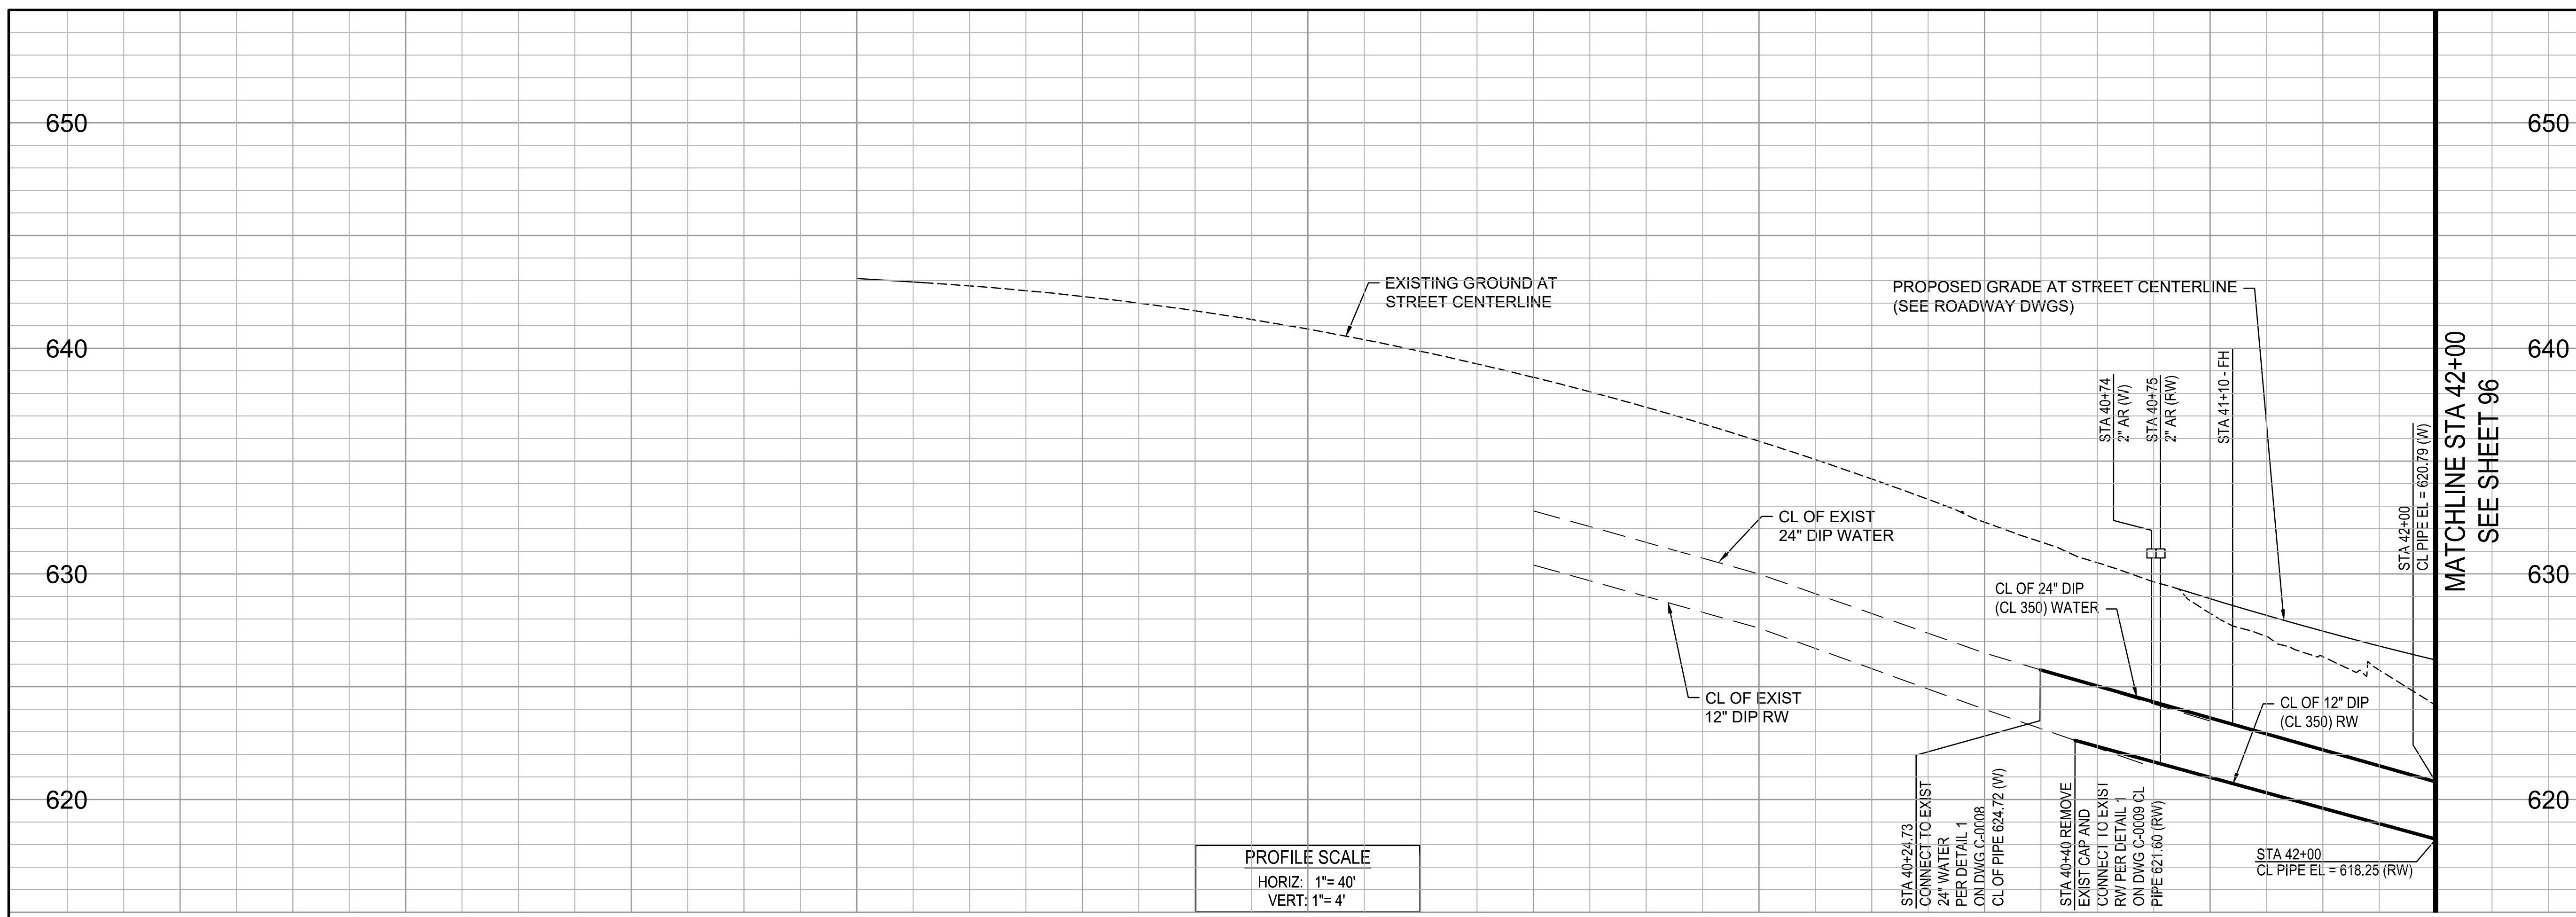 650
650
EXISTING GROUND AT
STREET CENTERLINE
PROPOSED GRADE AT STREET CENTERLINE
(SEE ROADWAY DWGS)
640
640
STA 40+74
2" AR (W)
STA 40+75
2" AR (RW)
STA 41+10 - FH
STA 42+00
CL PIPE EL = 620.79 (W)
MATCHLINE STA 42+00
SEE SHEET 96
CL OF EXIST
24" DIP WATER
630
630
CL OF 24" DIP
(CL 350) WATER
CL OF EXIST
12" DIP RW
CL OF 12" DIP
(CL 350) RW
620
620
STA 40+24.73
CONNECT TO EXIST
24" WATER
PER DETAIL 1
ON DWG C-0008
CL OF PIPE 624.72 (W)
STA 40+40 REMOVE
EXIST CAP AND
CONNECT TO EXIST
RW PER DETAIL 1
ON DWG C-0009 CL
PIPE 621.60 (RW)
STA 42+00
CL PIPE EL = 618.25 (RW)
PROFILE SCALE
HORIZ: 1"= 40'
VERT: 1"= 4'